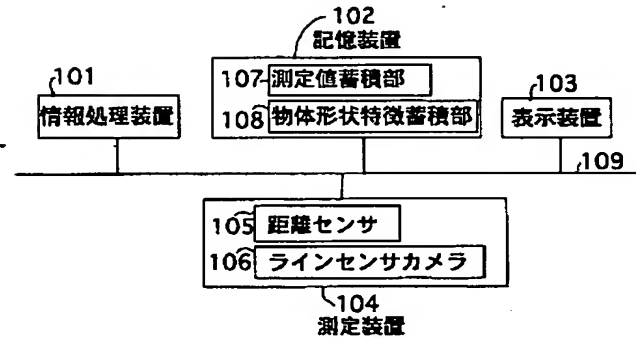 102
記憶装置
101
情報処理装置
107 測定値蓄積部
108 物体形状特徴蓄積部
103
表示装置
109
105 距離センサ
106 ラインセンサカメラ
104
測定装置